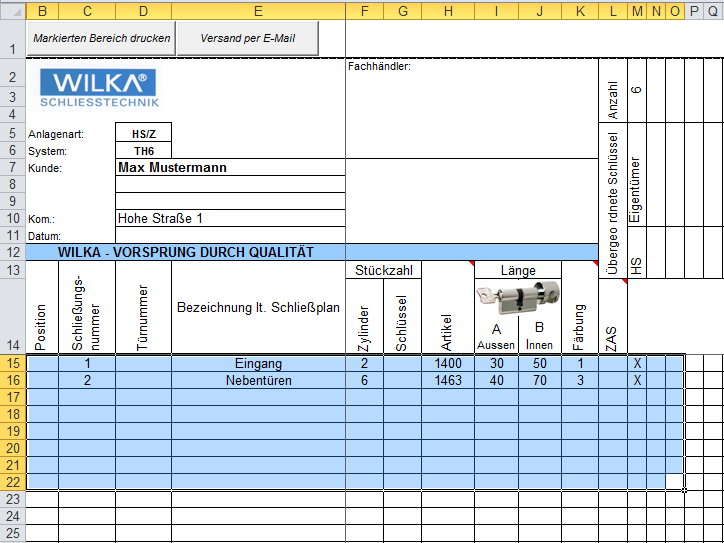 B C D E F G H I J K L M N O P Q
1 Markierten Bereich drucken Versand per E-Mail
2 Fachhändler:
WILKA®
3 Anzahl 6
SCHLIESSTECHNIK
4
5 Anlagenart: HS/Z
6 System: TH6
7 Kunde: Max Mustermann
8
9
10 Kom.: Hohe Straße 1
11 Datum:
Übergeo rdnete Schlüssel
HS Eigentümer
12 WILKA - VORSPRUNG DURCH QUALITÄT
13 Stückzahl Länge
14 Position Schließungs-nummer Türnummer Bezeichnung lt. Schließplan Zylinder Schlüssel Artikel A Aussen B Innen Färbung ZAS
15 1 Eingang 2 1400 30 50 1 X
16 2 Nebentüren 6 1463 40 70 3 X
17
18
19
20
21
22
23
24
25